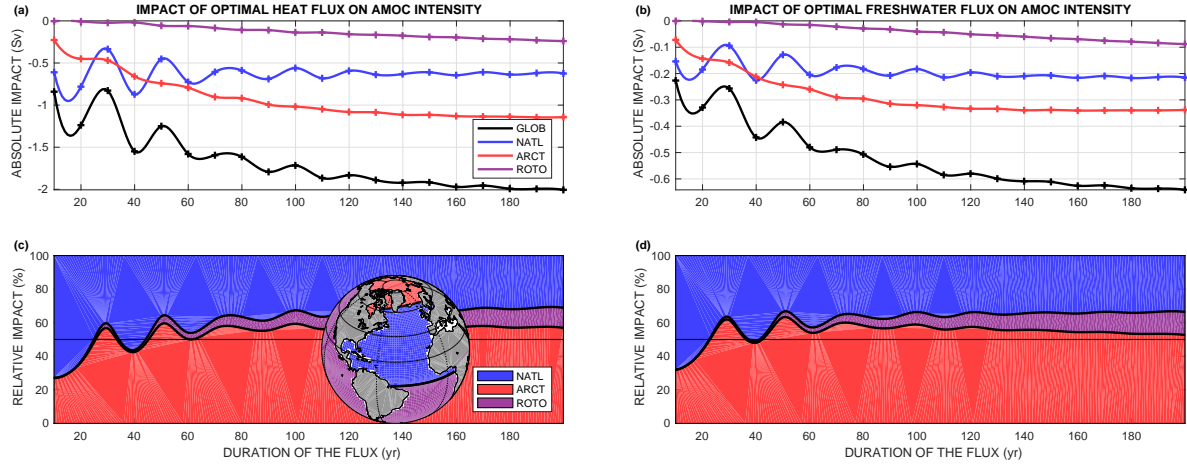 (a) IMPACT OF OPTIMAL HEAT FLUX ON AMOC INTENSITY
ABSOLUTE IMPACT (Sv)
0
-0.5
-1
-1.5
-2
20 40 60 80 100 120 140 160 180
GLOB
NATL
ARCT
ROTO
(b) IMPACT OF OPTIMAL FRESHWATER FLUX ON AMOC INTENSITY
ABSOLUTE IMPACT (Sv)
0
-0.1
-0.2
-0.3
-0.4
-0.5
-0.6
20 40 60 80 100 120 140 160 180
(c)
RELATIVE IMPACT (%)
100
80
60
40
20
0
20 40 60 80 100 120 140 160 180
DURATION OF THE FLUX (yr)
NATL
ARCT
ROTO
(d)
RELATIVE IMPACT (%)
100
80
60
40
20
0
20 40 60 80 100 120 140 160 180
DURATION OF THE FLUX (yr)